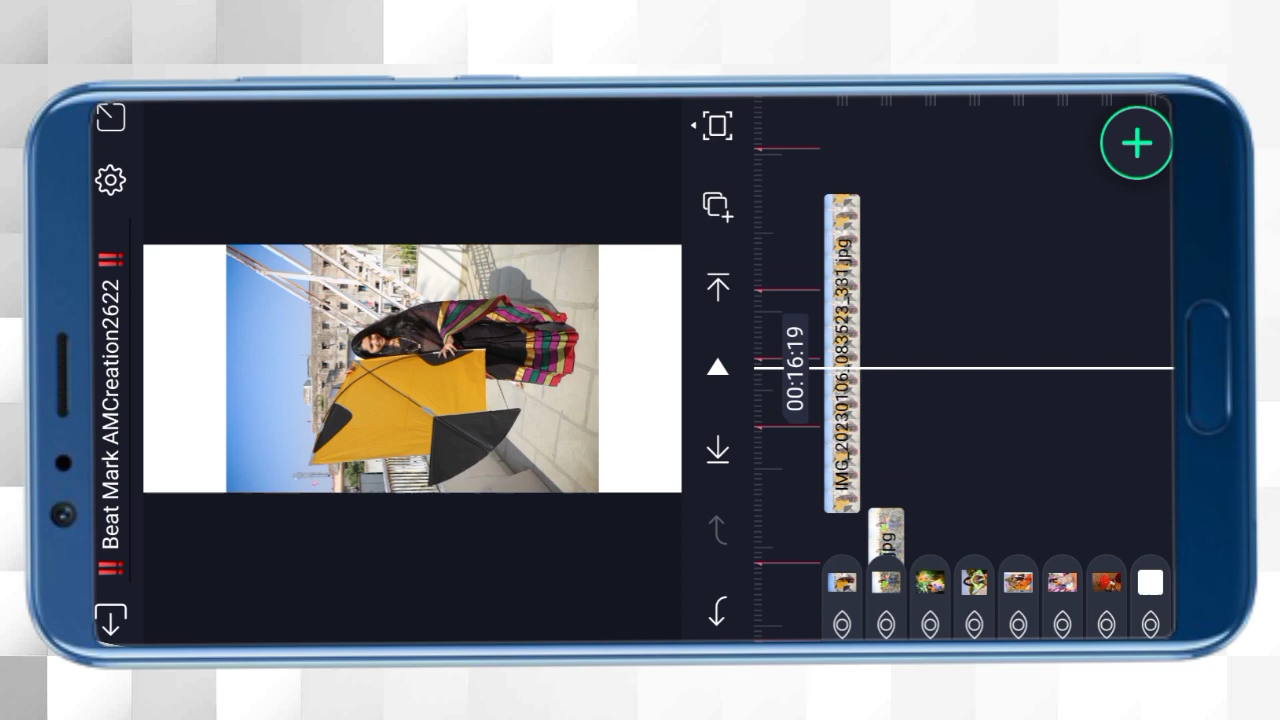 ‼ Beat Mark AMCreation2622 ‼
00:16:19
IMG_20230106_083523_331.jpg
jpg